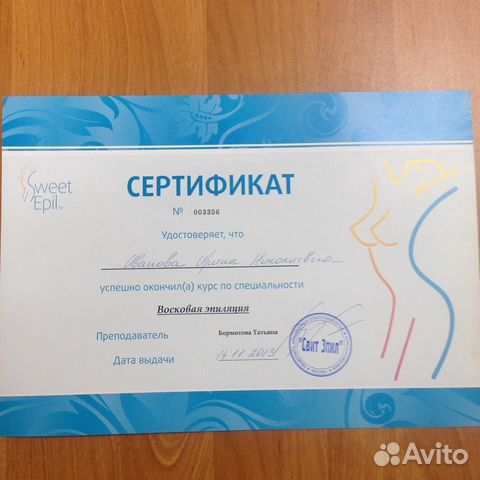 Sweet
Epil
СЕРТИФИКАТ
№ 003356
Удостоверяет, что
Иванова Ирина Николаевна
успешно окончил(а) курс по специальности
Восковая эпиляция
Преподаватель Бормотова Татьяна
Дата выдачи 11.2013
"Свит Эпил"
Avito